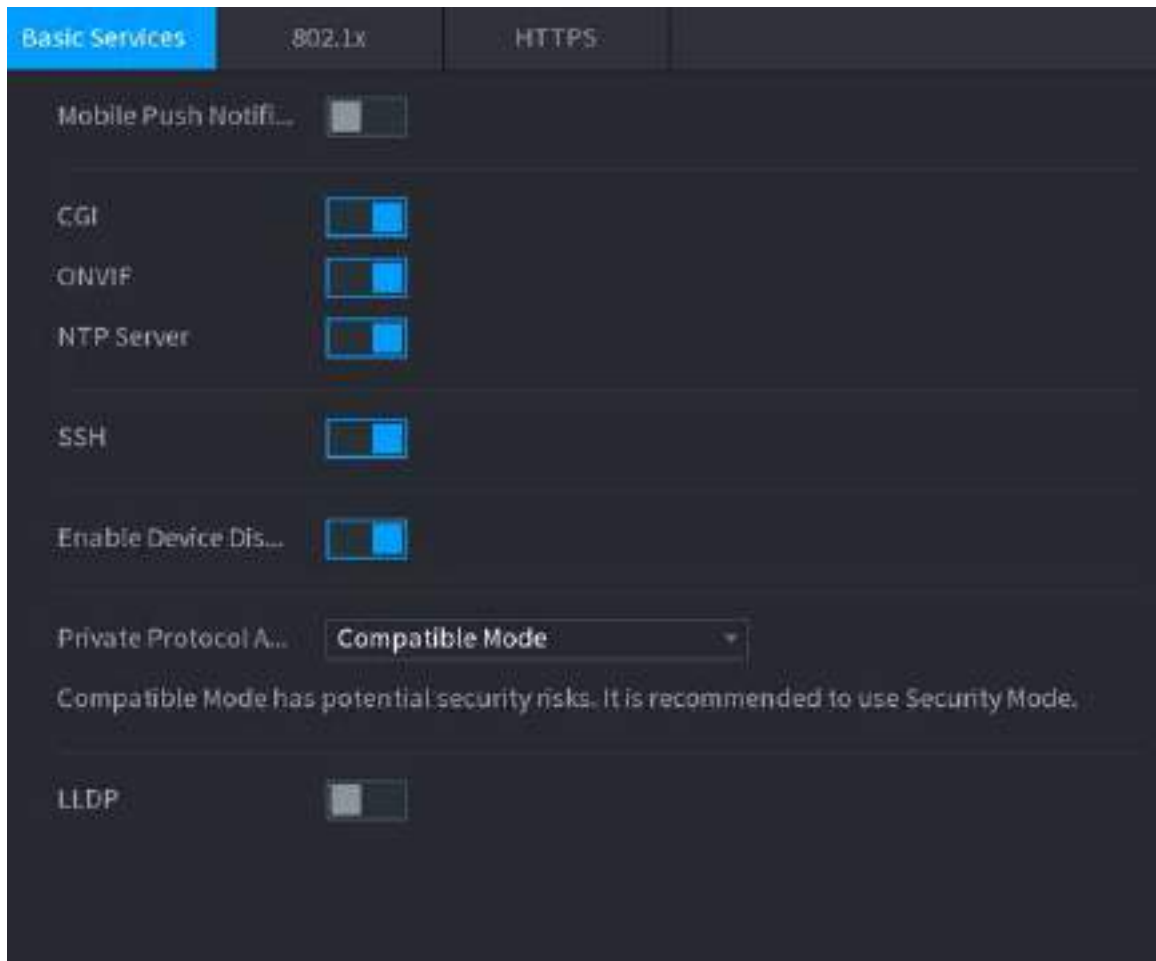 Basic Services 802.1x HTTPS
Mobile Push Notifi...
CGI
ONVIF
NTP Server
SSH
Enable Device Dis...
Private Protocol A... Compatible Mode
Compatible Mode has potential security risks. It is recommended to use Security Mode.
LLDP